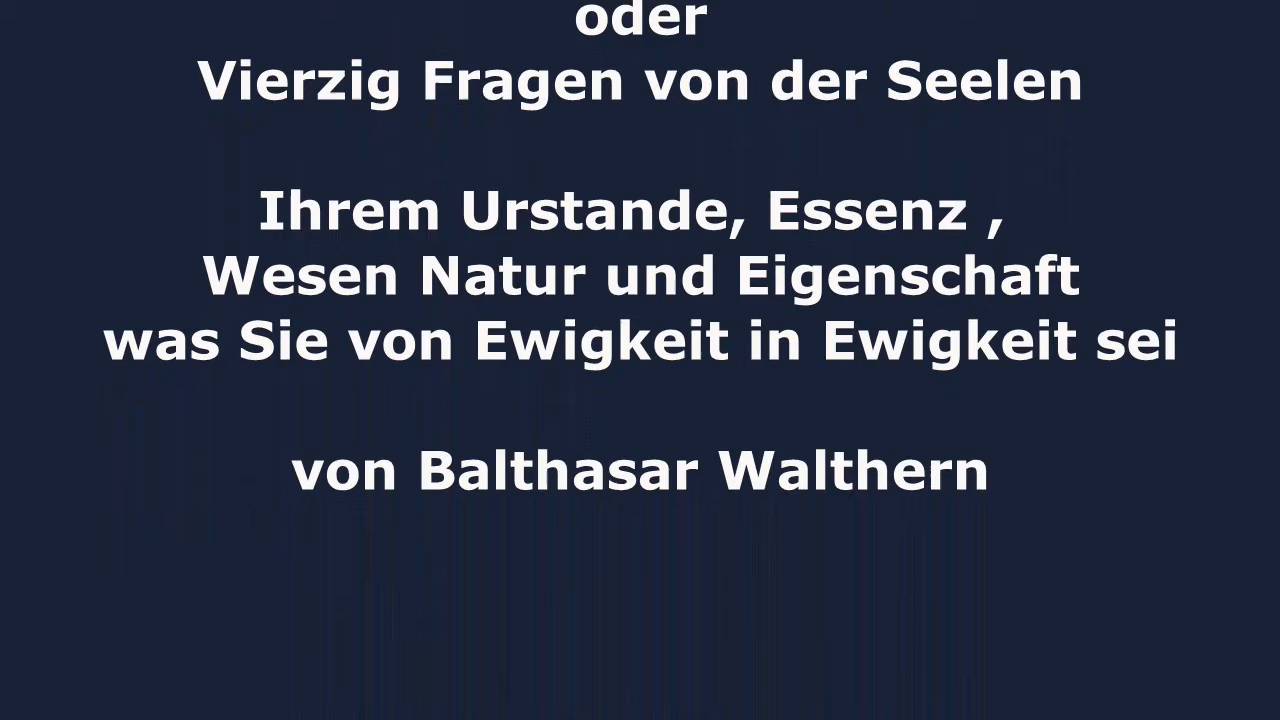 oder
Vierzig Fragen von der Seelen
Ihrem Urstande, Essenz ,
Wesen Natur und Eigenschaft
was Sie von Ewigkeit in Ewigkeit sei
von Balthasar Walthern